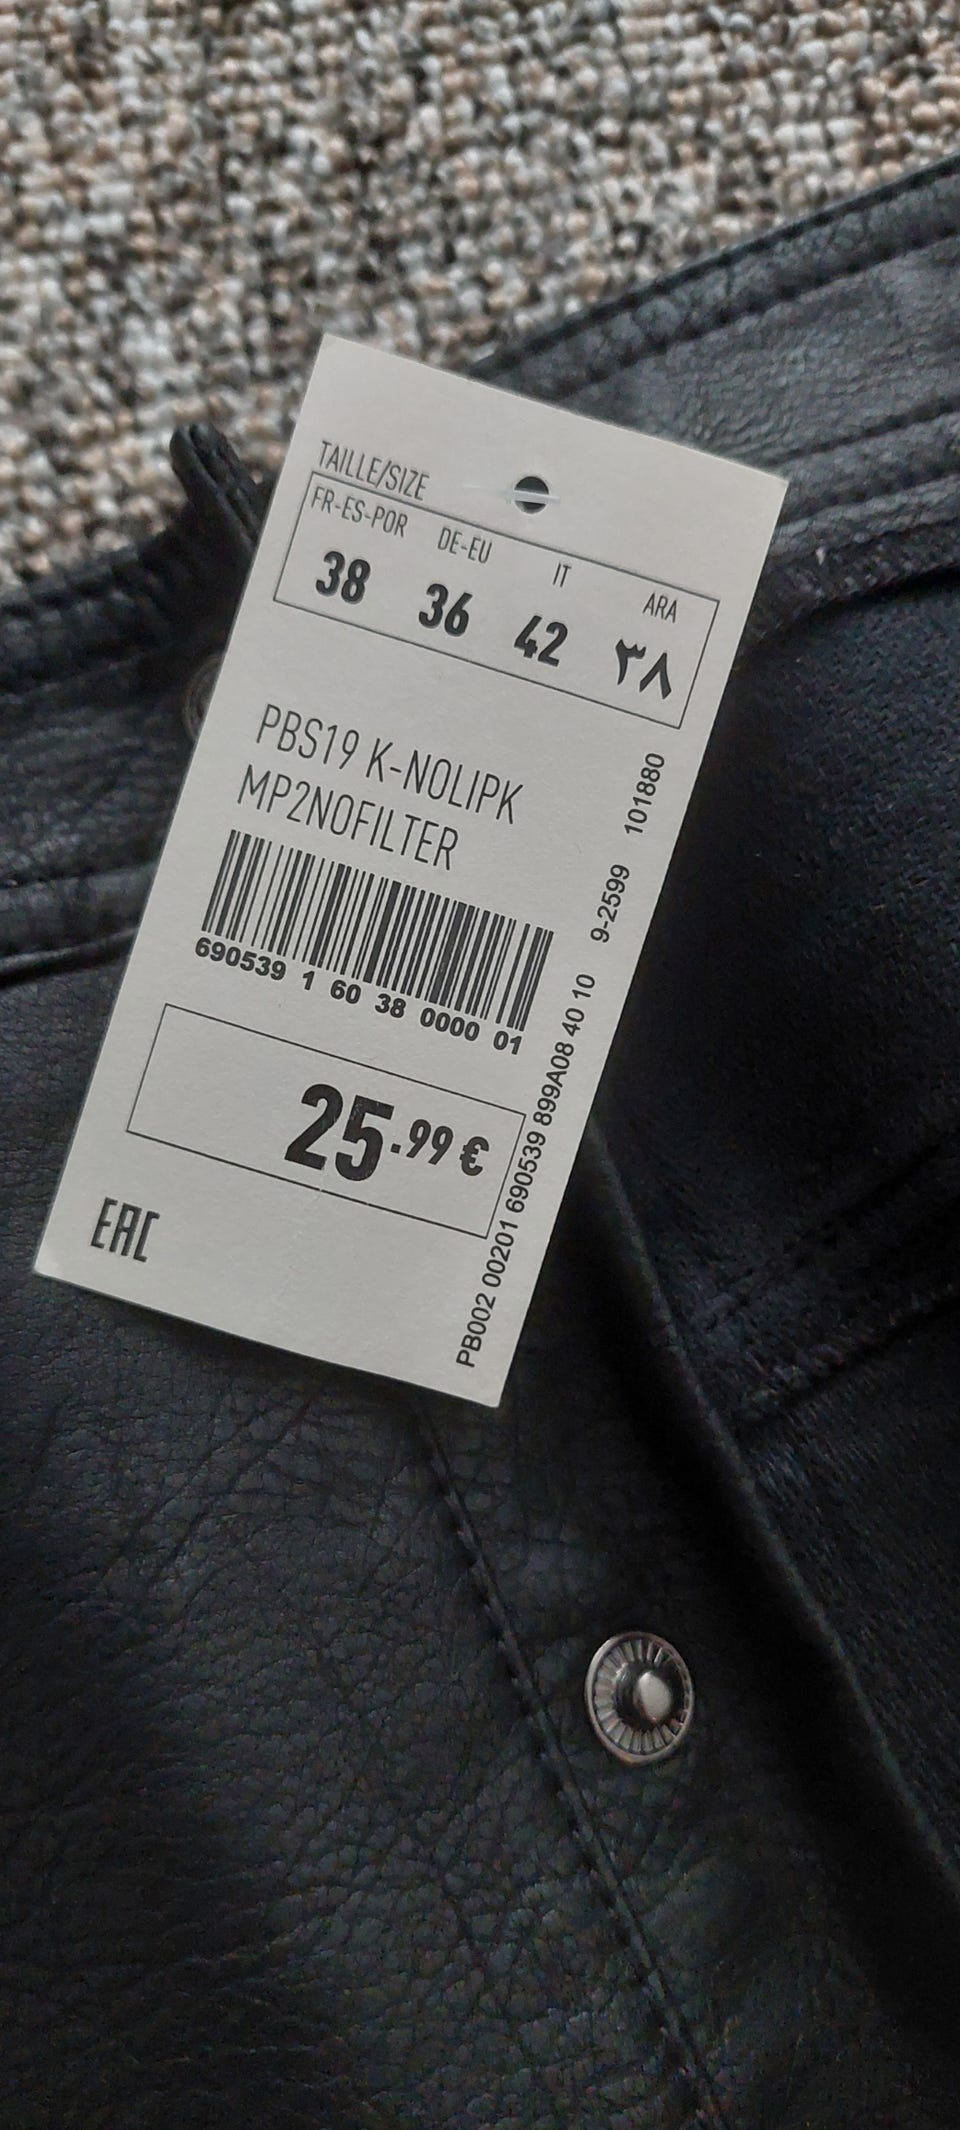 TAILLE/SIZE
FR-ES-POR DE-EU IT ARA
38 36 42 ٣٨
PBS19 K-NOLIPK
MP2NOFILTER
690539 1 60 38 0000 01
25.99 €
EAC
PB002 00201 690539 899A08 40 10 9-2599 101880